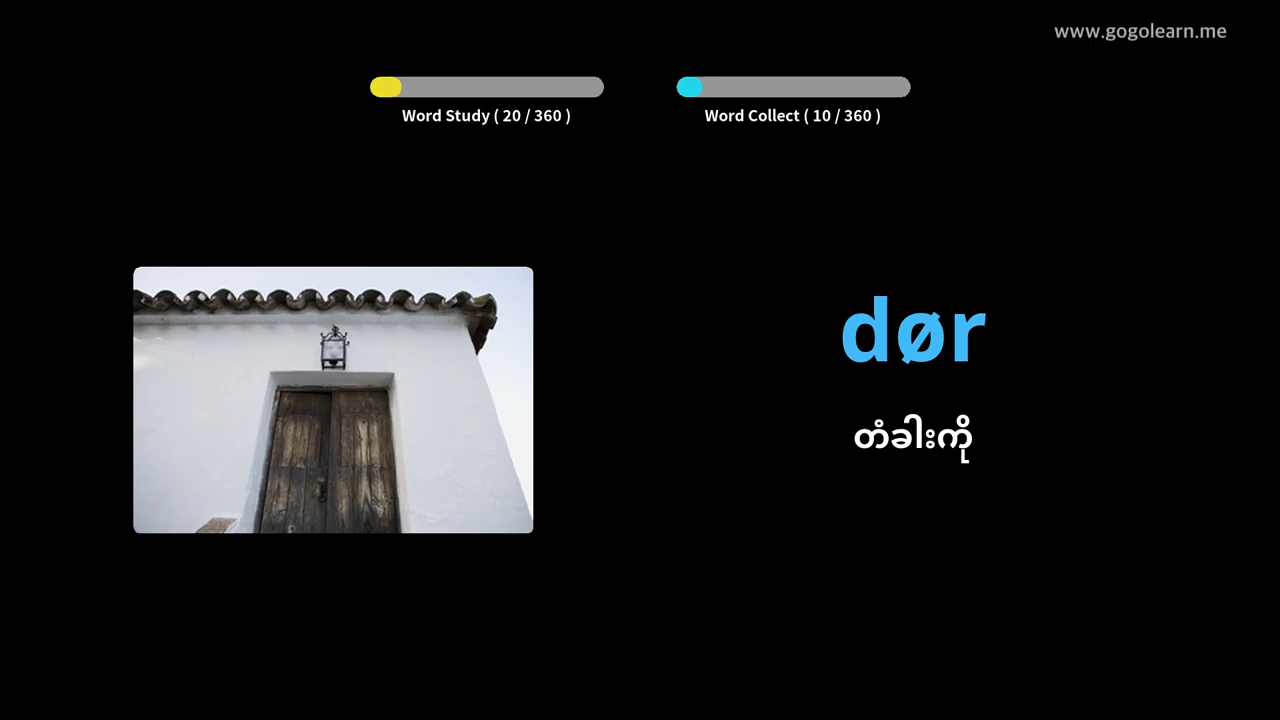 www.gogolearn.me
Word Study ( 20 / 360 )
Word Collect ( 10 / 360 )
dør
တံခါးကို